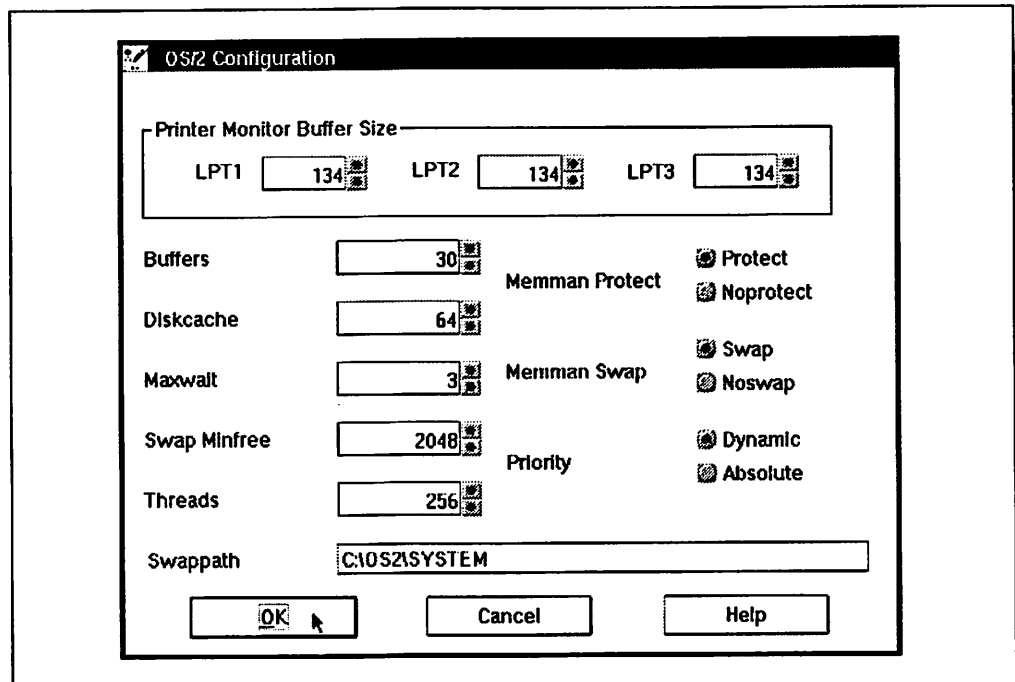 OS/2 Configuration
Printer Monitor Buffer Size
LPT1 134 LPT2 134 LPT3 134
Buffers 30
Memman Protect
Protect
Noprotect
Diskcache 64
Maxwait 3
Memman Swap
Swap
Noswap
Swap Minfree 2048
Priority
Dynamic
Absolute
Threads 256
Swappath C:\OS2\SYSTEM
OK Cancel Help